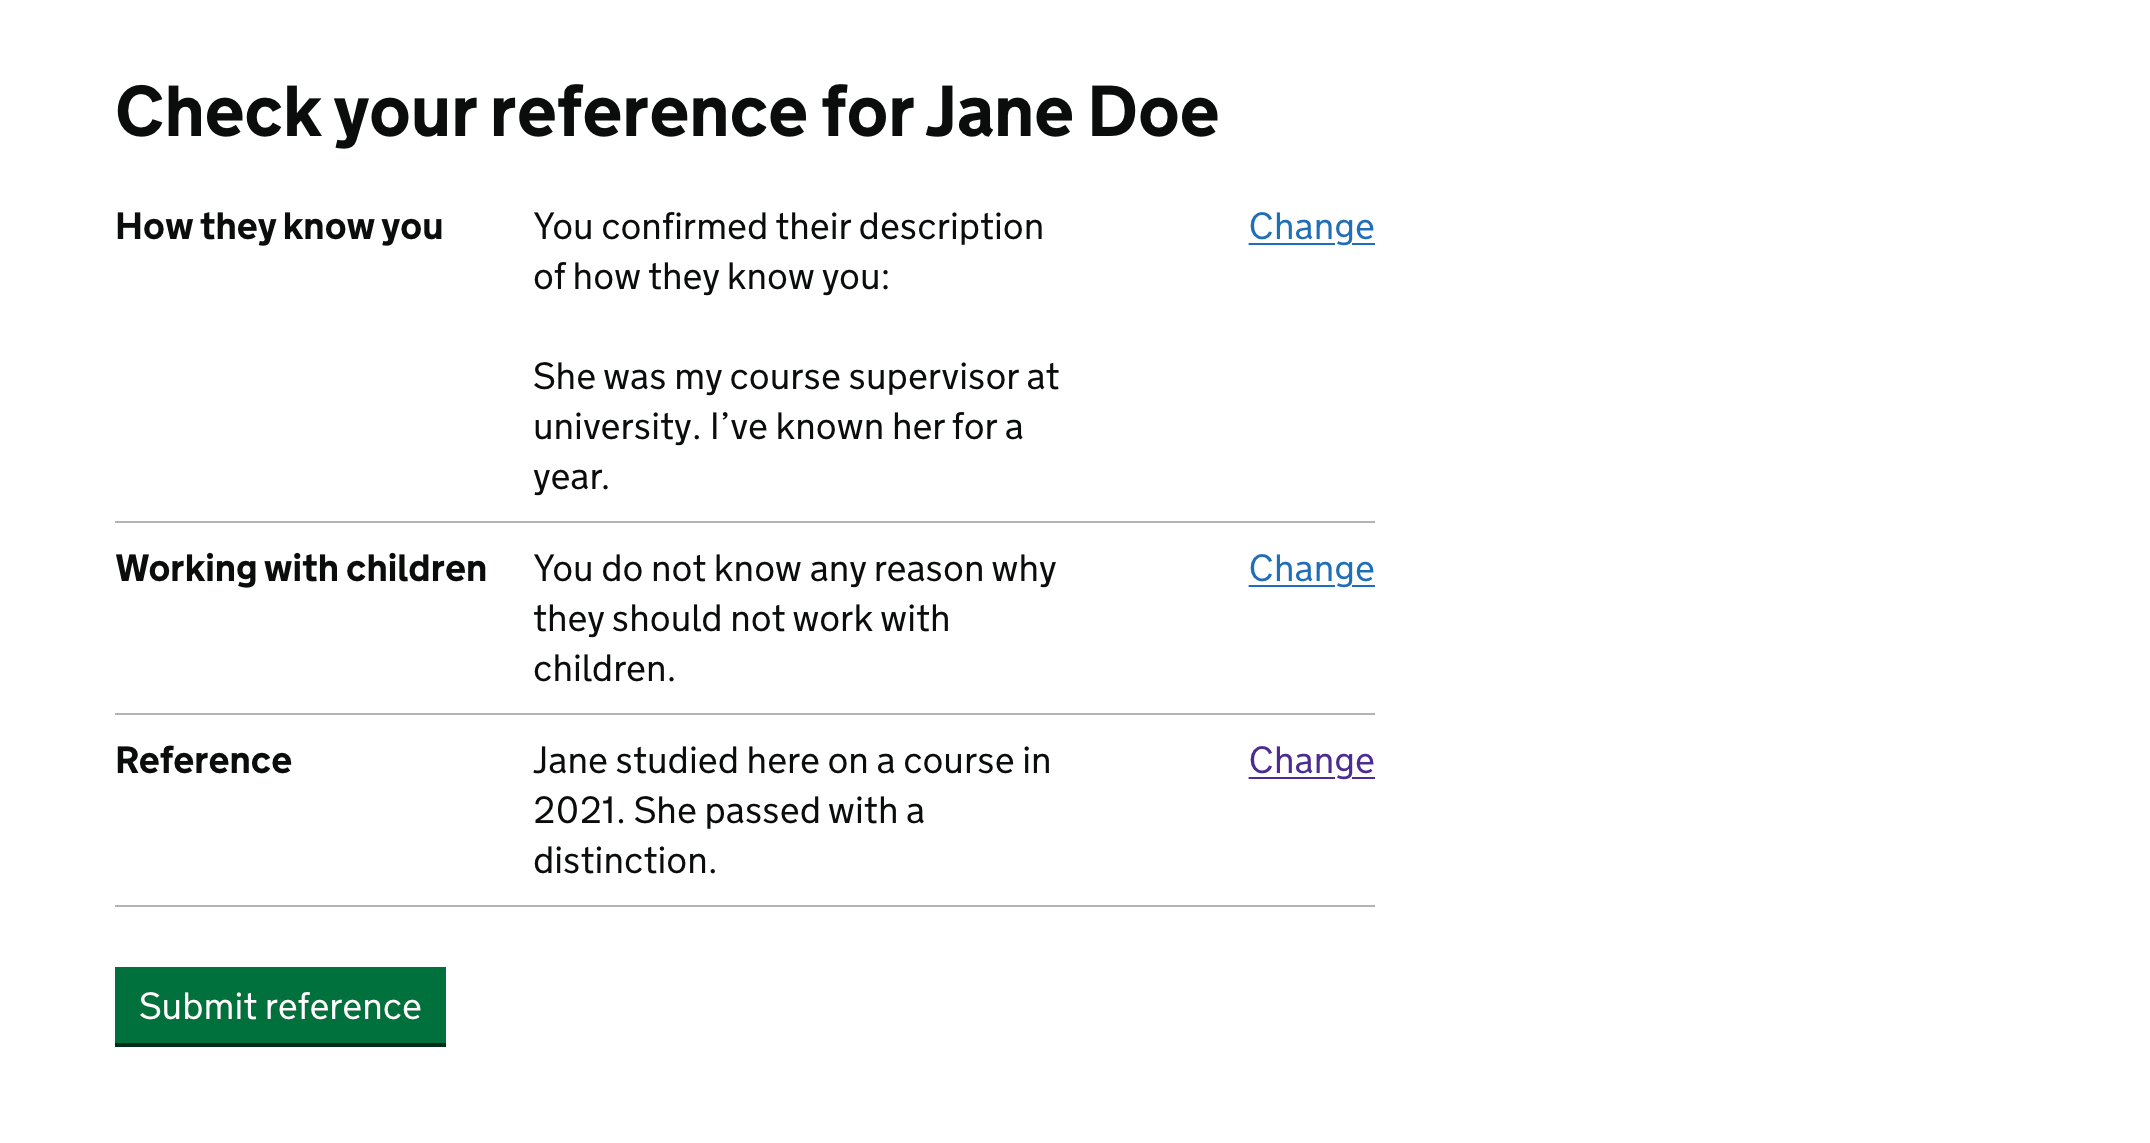 Check your reference for Jane Doe
How they know you
You confirmed their description
of how they know you:
She was my course supervisor at
university. I’ve known her for a
year.
Change
Working with children
You do not know any reason why
they should not work with
children.
Change
Reference
Jane studied here on a course in
2021. She passed with a
distinction.
Change
Submit reference